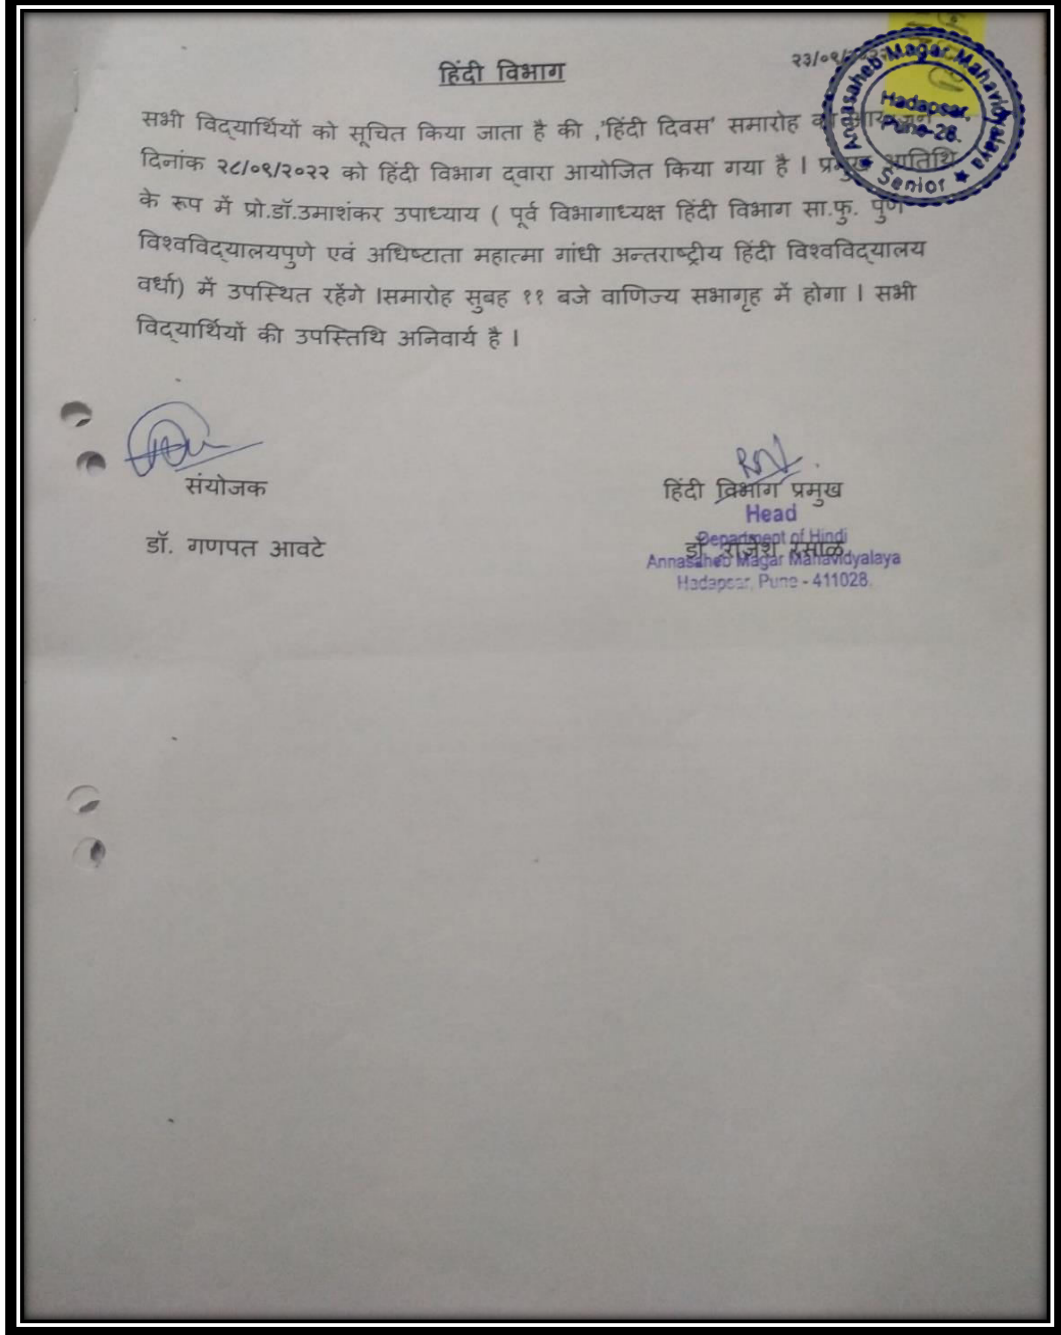 २३/०९/
हिंदी विभाग
सभी विद्यार्थियों को सूचित किया जाता है की ,'हिंदी दिवस' समारोह का आयोजन
दिनांक २८/०९/२०२२ को हिंदी विभाग द्वारा आयोजित किया गया है । प्रमुख अतिथि
के रूप में प्रो.डॉ.उमाशंकर उपाध्याय ( पूर्व विभागाध्यक्ष हिंदी विभाग सा.फु. पुणे
विश्वविद्यालयपुणे एवं अधिष्टाता महात्मा गांधी अन्तराष्ट्रीय हिंदी विश्वविद्यालय
वर्धा) में उपस्थित रहेंगे ।समारोह सुबह ११ बजे वाणिज्य सभागृह में होगा । सभी
विद्यार्थियों की उपस्तिथि अनिवार्य है ।
Annasaheb Magar Mahavidyalaya
Hadapsar,
Pune-28.
★ Senior ★
संयोजक
डॉ. गणपत आवटे
हिंदी विभाग प्रमुख
डॉ. राजेश रसाळ
Head
Department of Hindi
Annasaheb Magar Mahavidyalaya
Hadapsar, Pune - 411028.